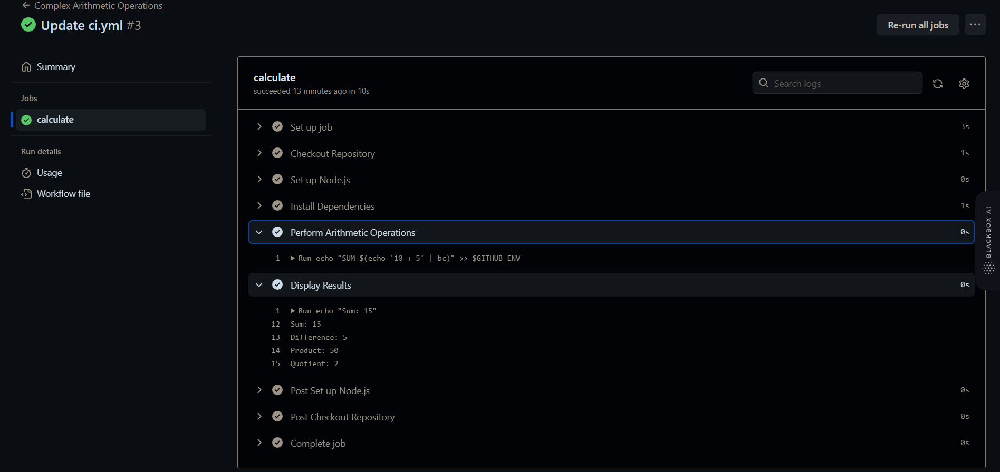 Complex Arithmetic Operations
Update ci.yml #3
Re-run all jobs
Summary
Jobs
calculate
Run details
Usage
Workflow file
calculate
succeeded 13 minutes ago in 10s
Search logs
Set up job 3s
Checkout Repository 1s
Set up Node.js 0s
Install Dependencies 1s
Perform Arithmetic Operations 0s
1 Run echo "SUM=$(echo '10 + 5' | bc)" >> $GITHUB_ENV
Display Results 0s
1 Run echo "Sum: 15"
12 Sum: 15
13 Difference: 5
14 Product: 50
15 Quotient: 2
Post Set up Node.js 0s
Post Checkout Repository 0s
Complete job 0s
BLACKBOX AI